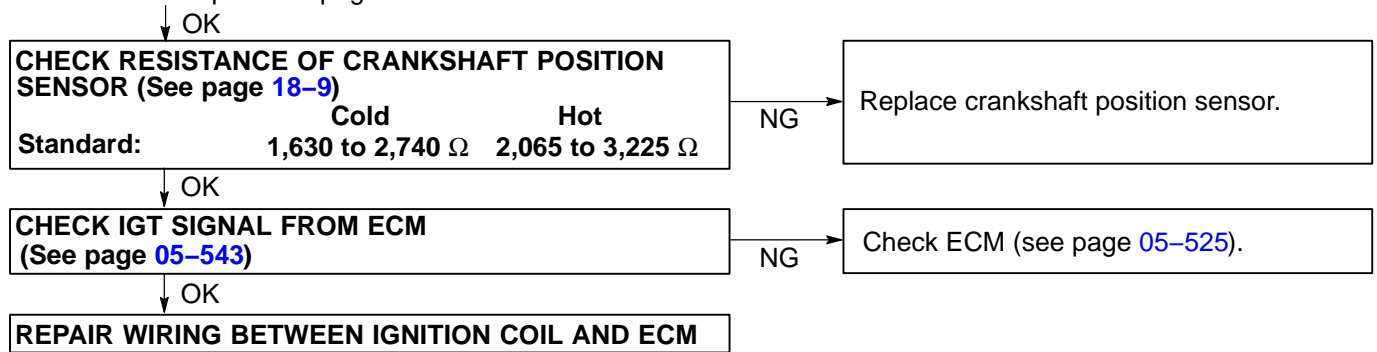 OK
CHECK RESISTANCE OF CRANKSHAFT POSITION
SENSOR (See page 18–9)
Cold Hot
Standard: 1,630 to 2,740 Ω 2,065 to 3,225 Ω
NG
Replace crankshaft position sensor.
OK
CHECK IGT SIGNAL FROM ECM
(See page 05–543)
NG
Check ECM (see page 05–525).
OK
REPAIR WIRING BETWEEN IGNITION COIL AND ECM